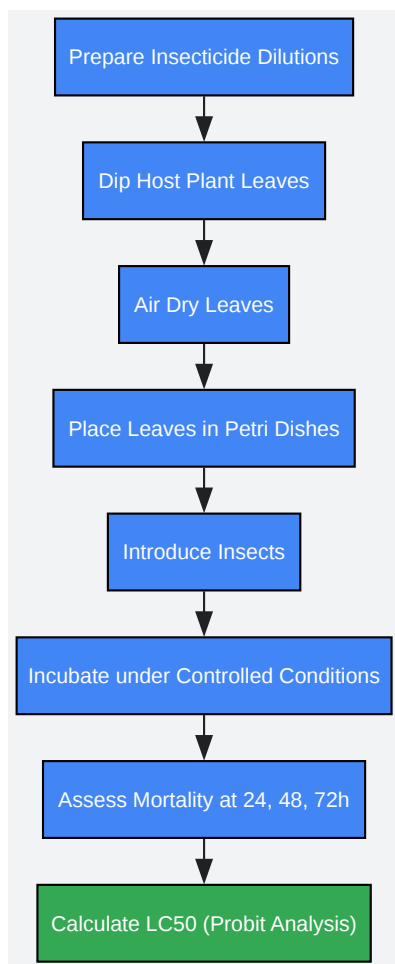 Prepare Insecticide Dilutions
Dip Host Plant Leaves
Air Dry Leaves
Place Leaves in Petri Dishes
Introduce Insects
Incubate under Controlled Conditions
Assess Mortality at 24, 48, 72h
Calculate LC50 (Probit Analysis)